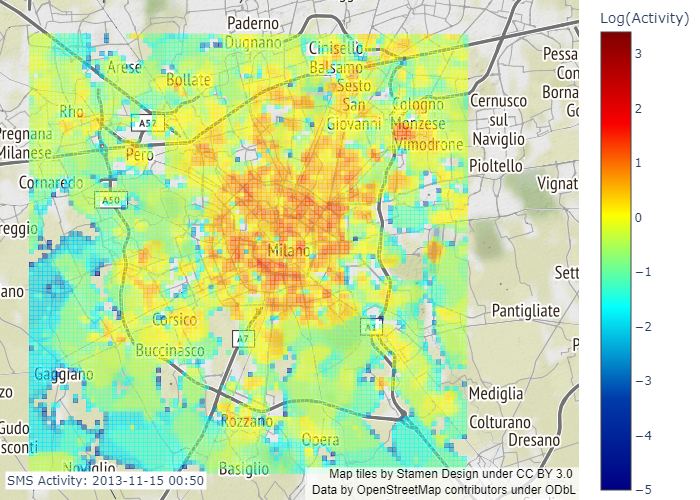 Log(Activity)
3
2
1
0
−1
−2
−3
−4
−5
Paderno
Dugnano
Cinisello
Balsamo
Arese
Bollate
Sesto
San
Giovanni
Cologno
Monzese
Vimodrone
Cernusco
sul
Naviglio
Pioltello
Pessa
Con
Borna
Go
Vignat
Rho
A52
Pero
Pregnana
Milanese
Cornaredo
A50
reggio
Milano
ano
Sett
Pantigliate
P
Corsico
A7
A1
Buccinasco
Gaggiano
zo
Mediglia
Colturano
Dresano
Rozzano
Opera
Gudo
sconti
Noviglio
Basiglio
SMS Activity: 2013-11-15 00:50
Map tiles by Stamen Design under CC BY 3.0
Data by OpenStreetMap contributors under ODbL